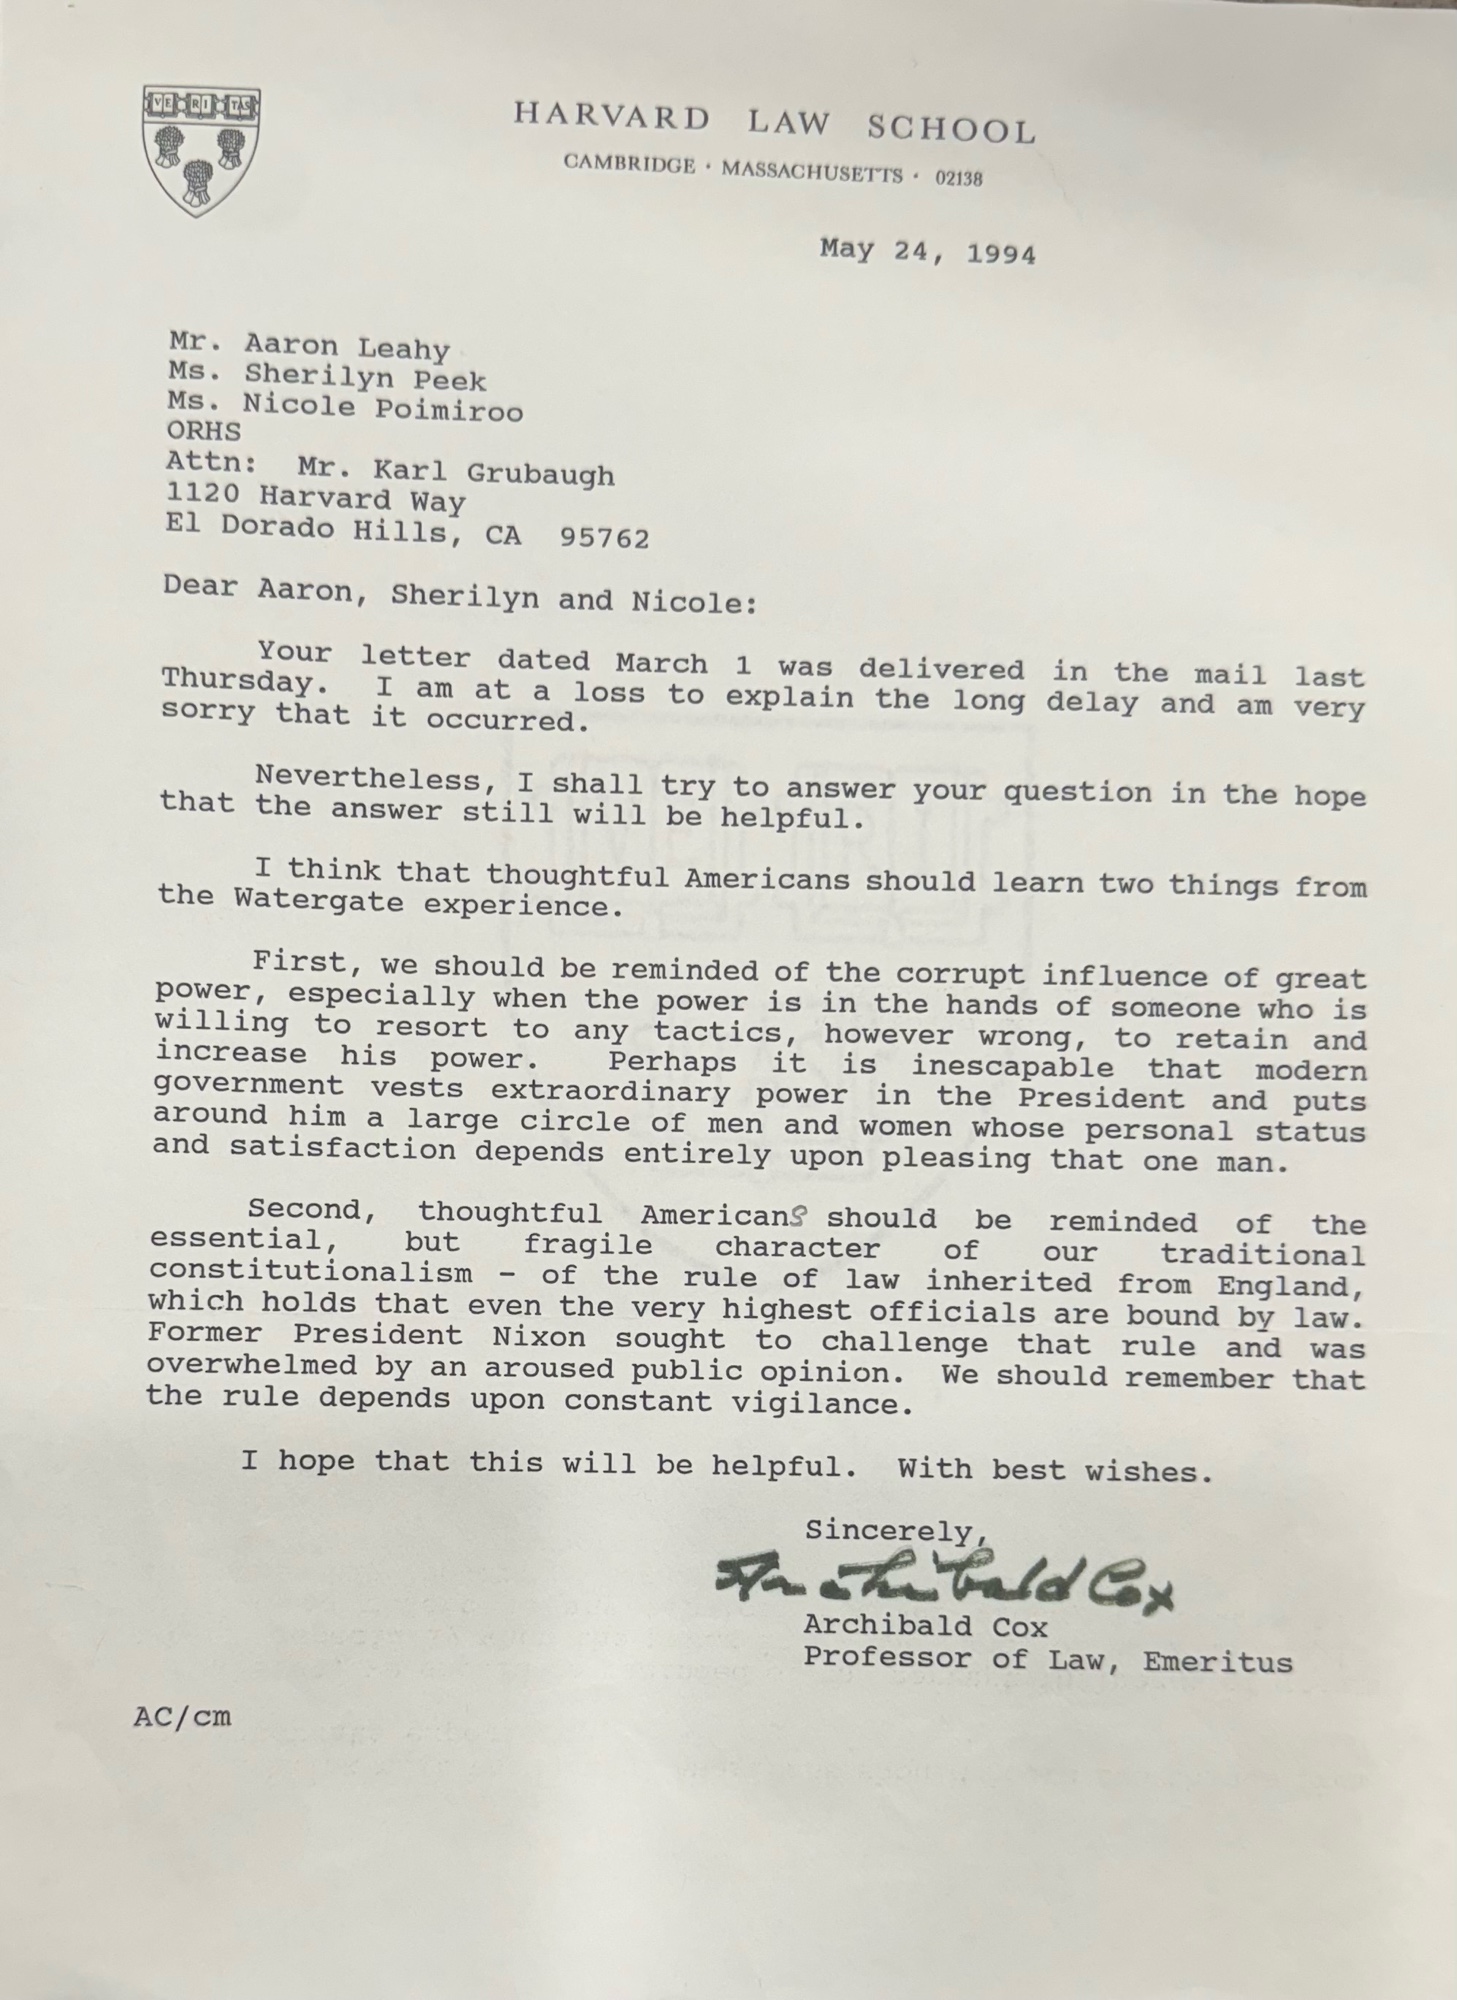 VE RI TAS
HARVARD LAW SCHOOL
CAMBRIDGE · MASSACHUSETTS · 02138
May 24, 1994
Mr. Aaron Leahy
Ms. Sherilyn Peek
Ms. Nicole Poimiroo
ORHS
Attn: Mr. Karl Grubaugh
1120 Harvard Way
El Dorado Hills, CA 95762
Dear Aaron, Sherilyn and Nicole:
Your letter dated March 1 was delivered in the mail last
Thursday. I am at a loss to explain the long delay and am very
sorry that it occurred.
Nevertheless, I shall try to answer your question in the hope
that the answer still will be helpful.
I think that thoughtful Americans should learn two things from
the Watergate experience.
First, we should be reminded of the corrupt influence of great
power, especially when the power is in the hands of someone who is
willing to resort to any tactics, however wrong, to retain and
increase his power. Perhaps it is inescapable that modern
government vests extraordinary power in the President and puts
around him a large circle of men and women whose personal status
and satisfaction depends entirely upon pleasing that one man.
Second, thoughtful Americans should be reminded of the
essential, but fragile character of our traditional
constitutionalism - of the rule of law inherited from England,
which holds that even the very highest officials are bound by law.
Former President Nixon sought to challenge that rule and was
overwhelmed by an aroused public opinion. We should remember that
the rule depends upon constant vigilance.
I hope that this will be helpful. With best wishes.
Sincerely,
Archibald Cox
Archibald Cox
Professor of Law, Emeritus
AC/cm